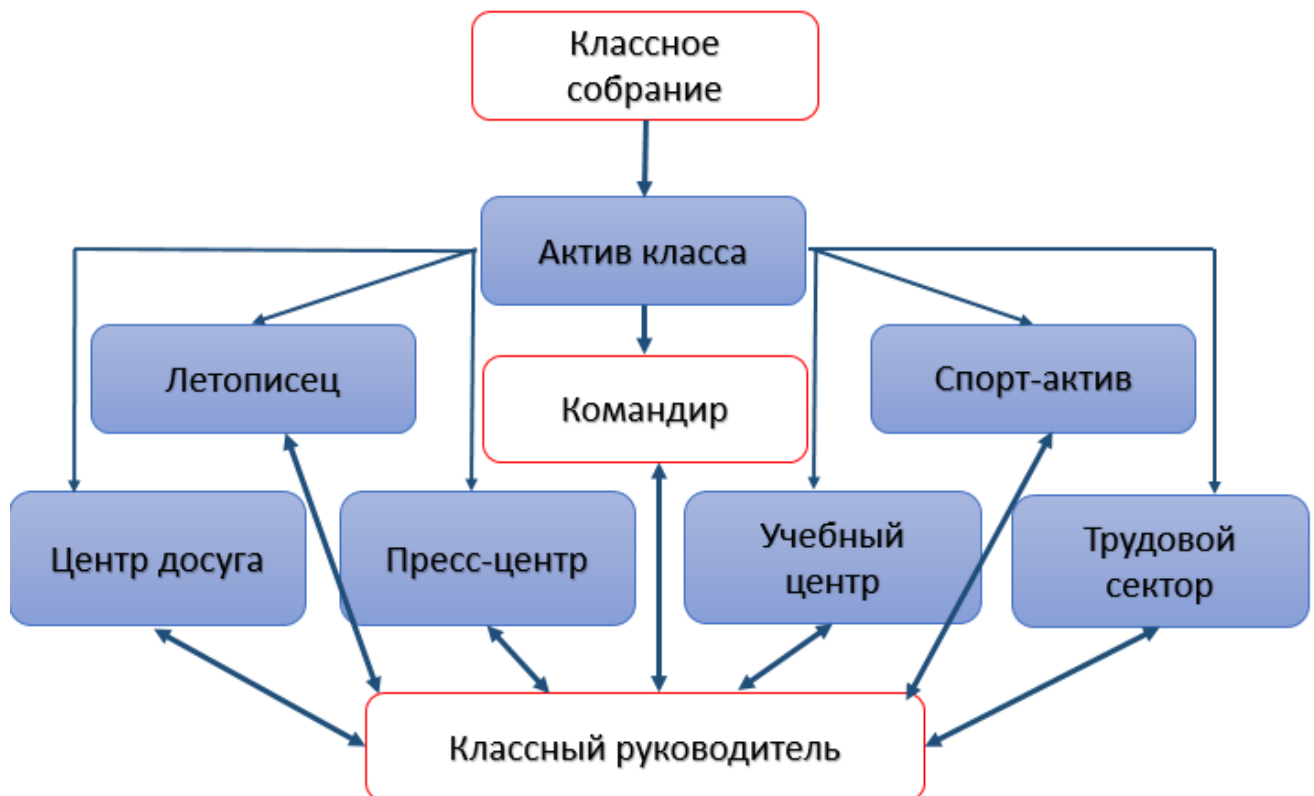 Классное
собрание
Актив класса
Летописец
Командир
Спорт-актив
Центр досуга
Пресс-центр
Учебный
центр
Трудовой
сектор
Классный руководитель